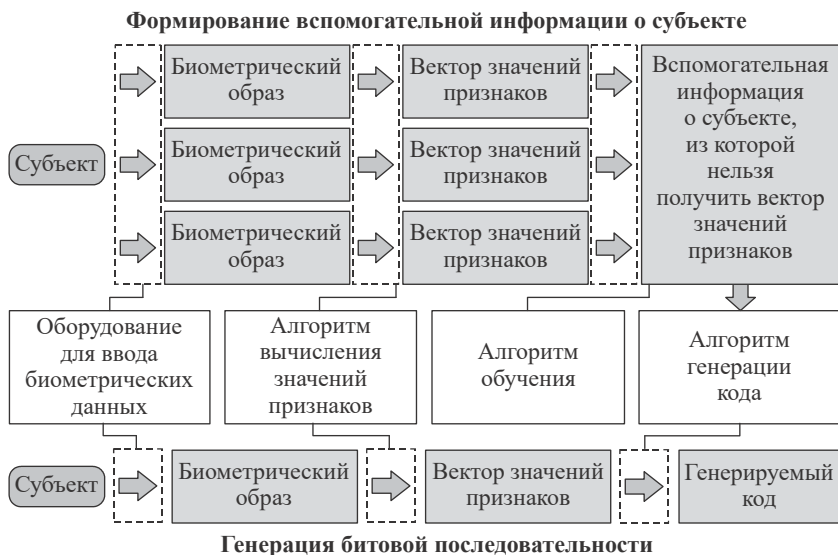 Формирование вспомогательной информации о субъекте
Субъект
Биометрический
образ
Вектор значений
признаков
Биометрический
образ
Вектор значений
признаков
Биометрический
образ
Вектор значений
признаков
Вспомогательная
информация
о субъекте,
из которой
нельзя
получить вектор
значений
признаков
Оборудование
для ввода
биометрических
данных
Алгоритм
вычисления
значений
признаков
Алгоритм
обучения
Алгоритм
генерации
кода
Субъект
Биометрический
образ
Вектор значений
признаков
Генерируемый
код
Генерация битовой последовательности